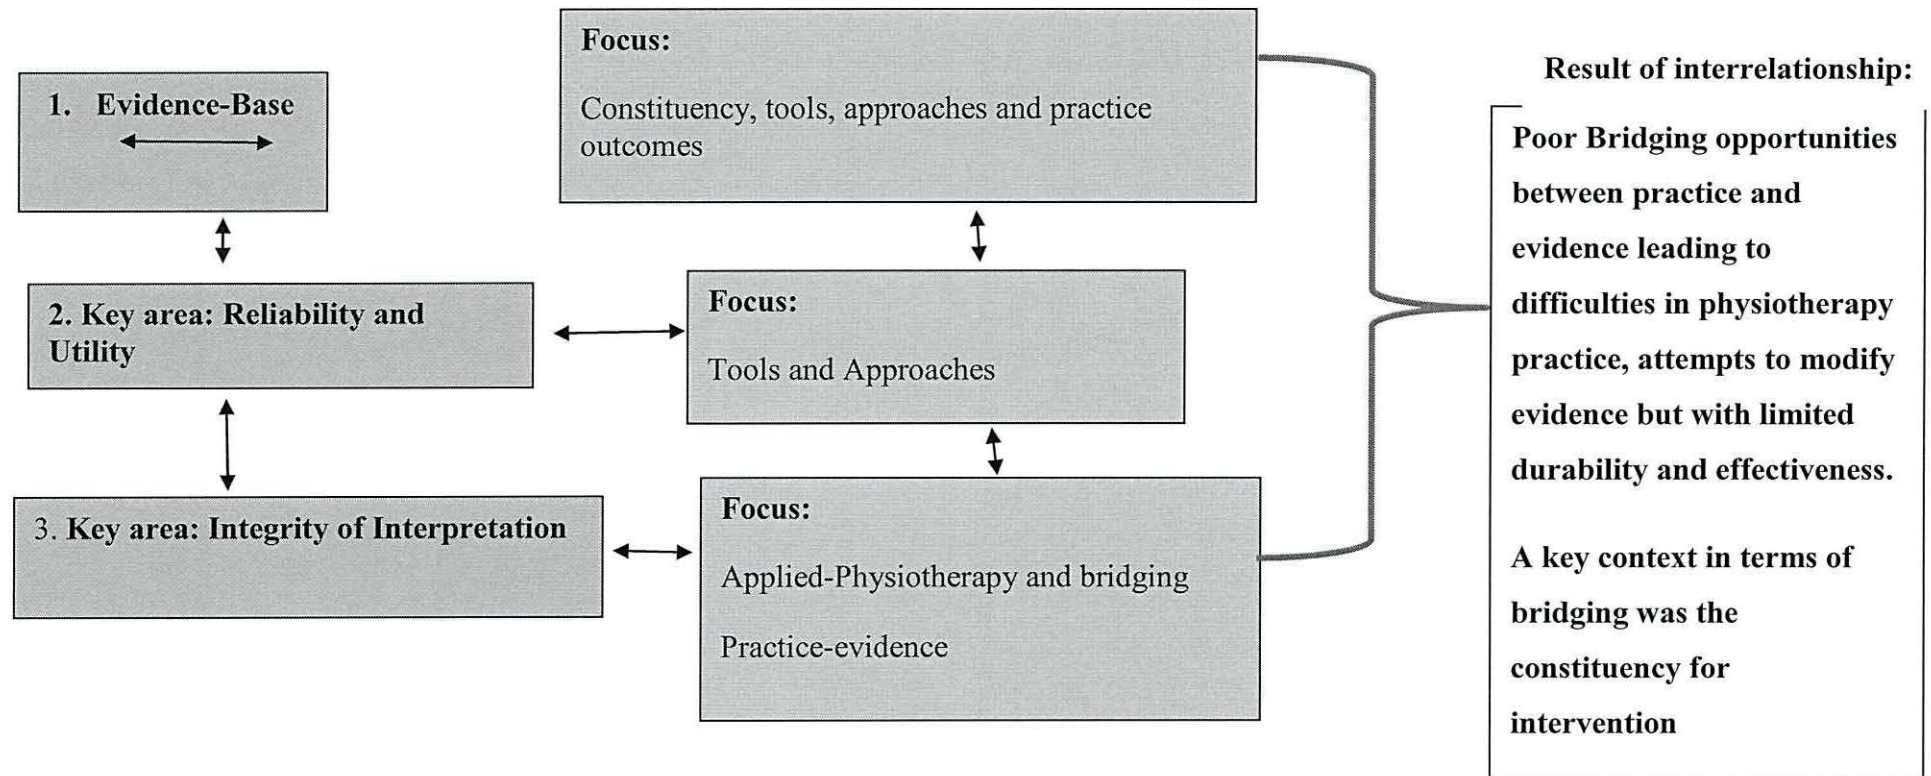 1. Evidence-Base
Focus:
Constituency, tools, approaches and practice
outcomes
2. Key area: Reliability and
Utility
Focus:
Tools and Approaches
3. Key area: Integrity of Interpretation
Focus:
Applied-Physiotherapy and bridging
Practice-evidence
Result of interrelationship:
Poor Bridging opportunities
between practice and
evidence leading to
difficulties in physiotherapy
practice, attempts to modify
evidence but with limited
durability and effectiveness.
A key context in terms of
bridging was the
constituency for
intervention